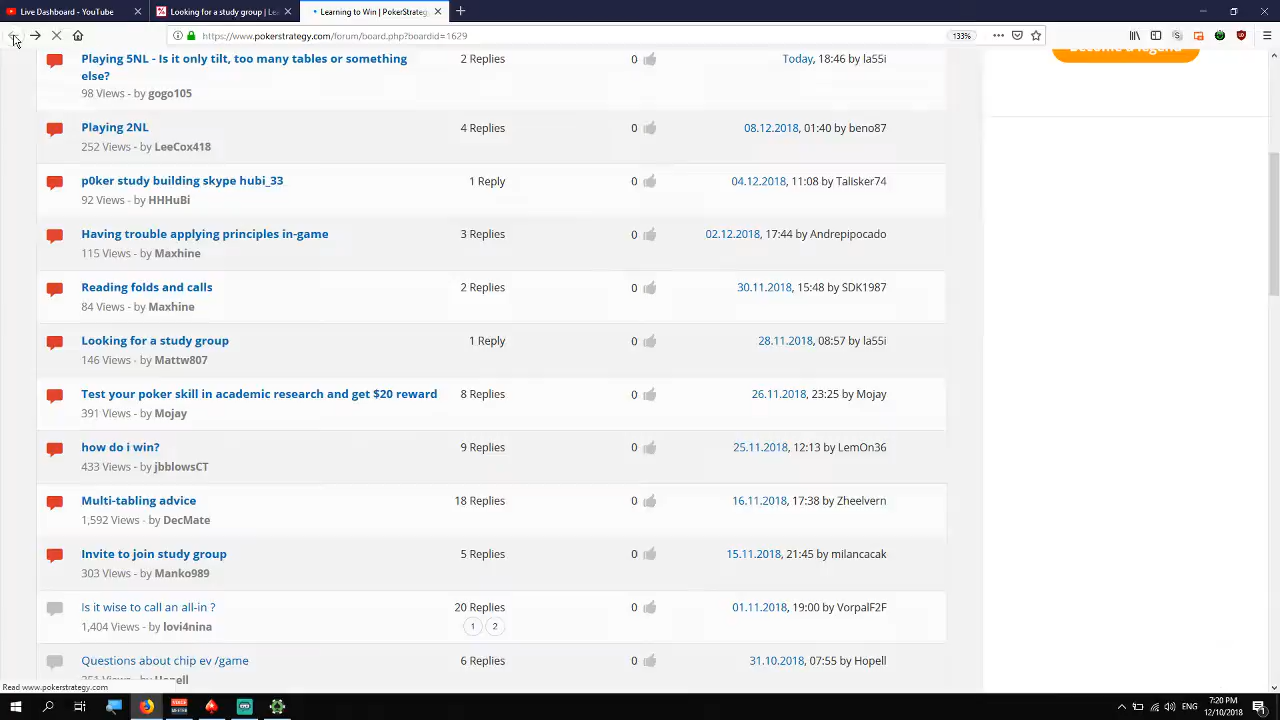 Live Dashboard - YouTube
Looking for a study group | Lea
Learning to Win | PokerStrateg
https://www.pokerstrategy.com/forum/board.php?boardid=1629
133%
Become a legend
Playing 5NL - Is it only tilt, too many tables or something else?
98 Views - by gogo105
2 Replies
0
Today, 18:46 by la55i
Playing 2NL
252 Views - by LeeCox418
4 Replies
0
08.12.2018, 01:40 by beno87
p0ker study building skype hubi_33
92 Views - by HHHuBi
1 Reply
0
04.12.2018, 11:08 by Talisker74
Having trouble applying principles in-game
115 Views - by Maxhine
3 Replies
0
02.12.2018, 17:44 by Andrepipocado
Reading folds and calls
84 Views - by Maxhine
2 Replies
0
30.11.2018, 15:48 by SDK1987
Looking for a study group
146 Views - by Mattw807
1 Reply
0
28.11.2018, 08:57 by la55i
Test your poker skill in academic research and get $20 reward
391 Views - by Mojay
8 Replies
0
26.11.2018, 23:25 by Mojay
how do i win?
433 Views - by jbblowsCT
9 Replies
0
25.11.2018, 12:13 by LemOn36
Multi-tabling advice
1,592 Views - by DecMate
18 Replies
0
16.11.2018, 17:38 by Zheelvern
Invite to join study group
303 Views - by Manko989
5 Replies
0
15.11.2018, 21:45 by milancacak
Is it wise to call an all-in ?
1,404 Views - by lovi4nina
20 Replies
1 2
0
01.11.2018, 19:00 by VorpalF2F
Questions about chip ev /game
351 Views - by Hopell
6 Replies
0
31.10.2018, 07:55 by Hopell
Read www.pokerstrategy.com
ENG
7:20 PM
12/10/2018